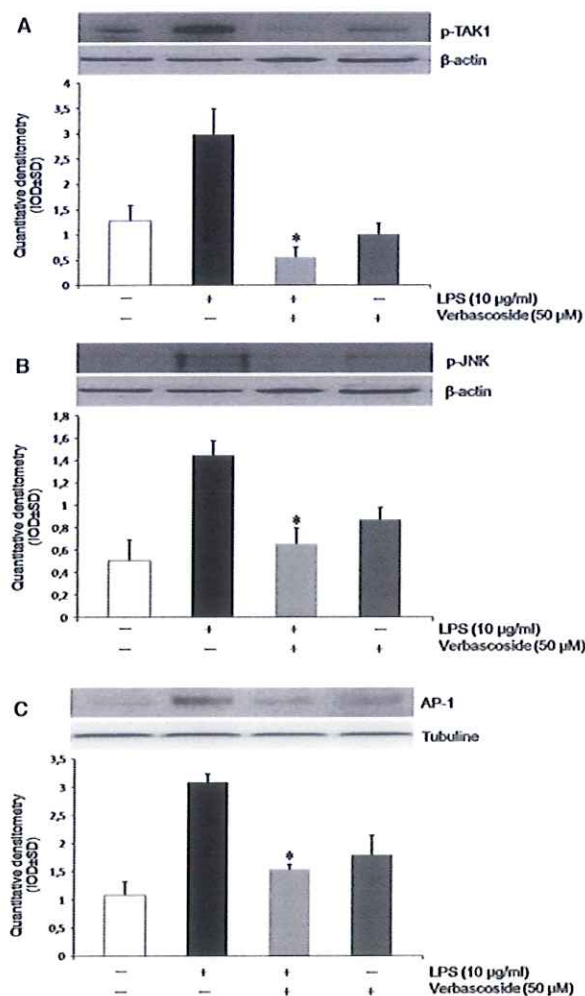 A
p-TAK1
β-actin
Quantitative densitometry
(IOD±SD)
4
3,5
3
2,5
2
1,5
1
0,5
0
*
– + + – LPS (10 µg/ml)
– – + + Verbascoside (50 µM)
B
p-JNK
β-actin
Quantitative densitometry
(IOD±SD)
1,8
1,6
1,4
1,2
1
0,8
0,6
0,4
0,2
0
*
– + + – LPS (10 µg/ml)
– – + + Verbascoside (50 µM)
C
AP-1
Tubuline
Quantitative densitometry
(IOD±SD)
3,5
3
2,5
2
1,5
1
0,5
0
*
– + + – LPS (10 µg/ml)
– – + + Verbascoside (50 µM)